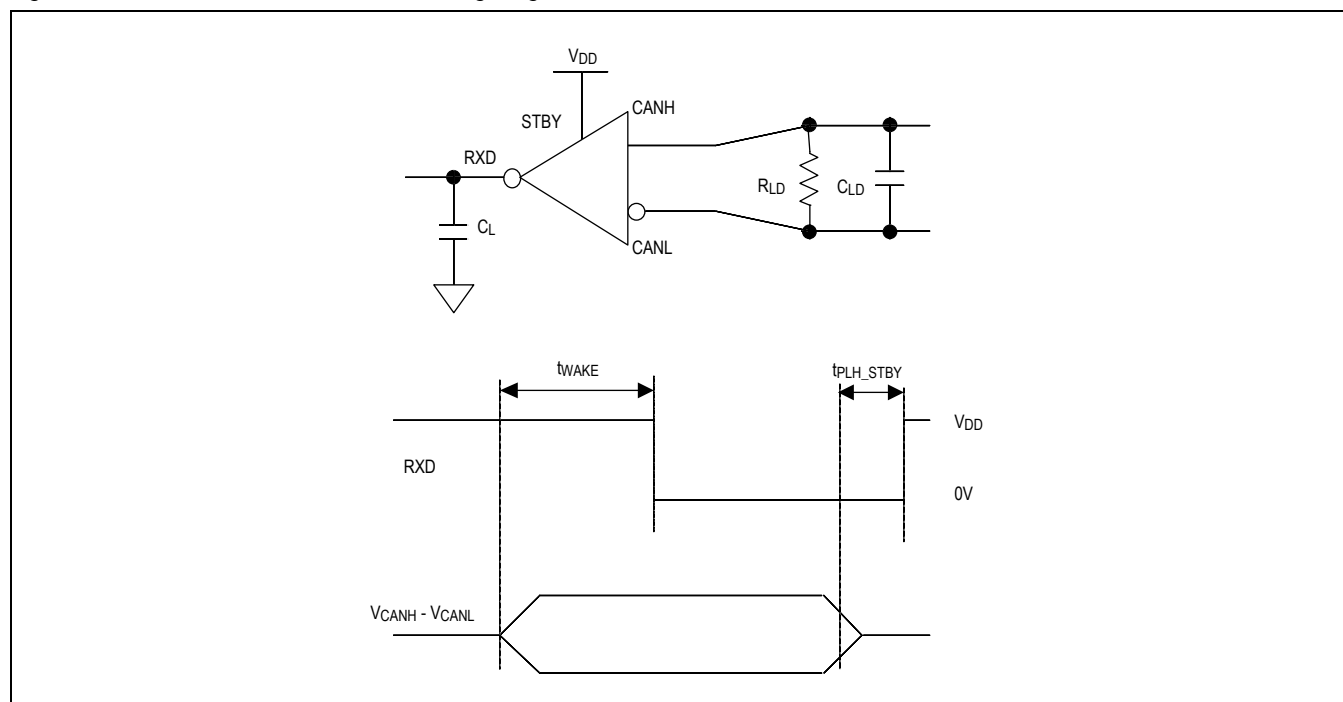 VDD
STBY
CANH
RXD
RLD
CLD
CL
CANL
tWAKE
tPLH_STBY
VDD
RXD
0V
VCANH - VCANL